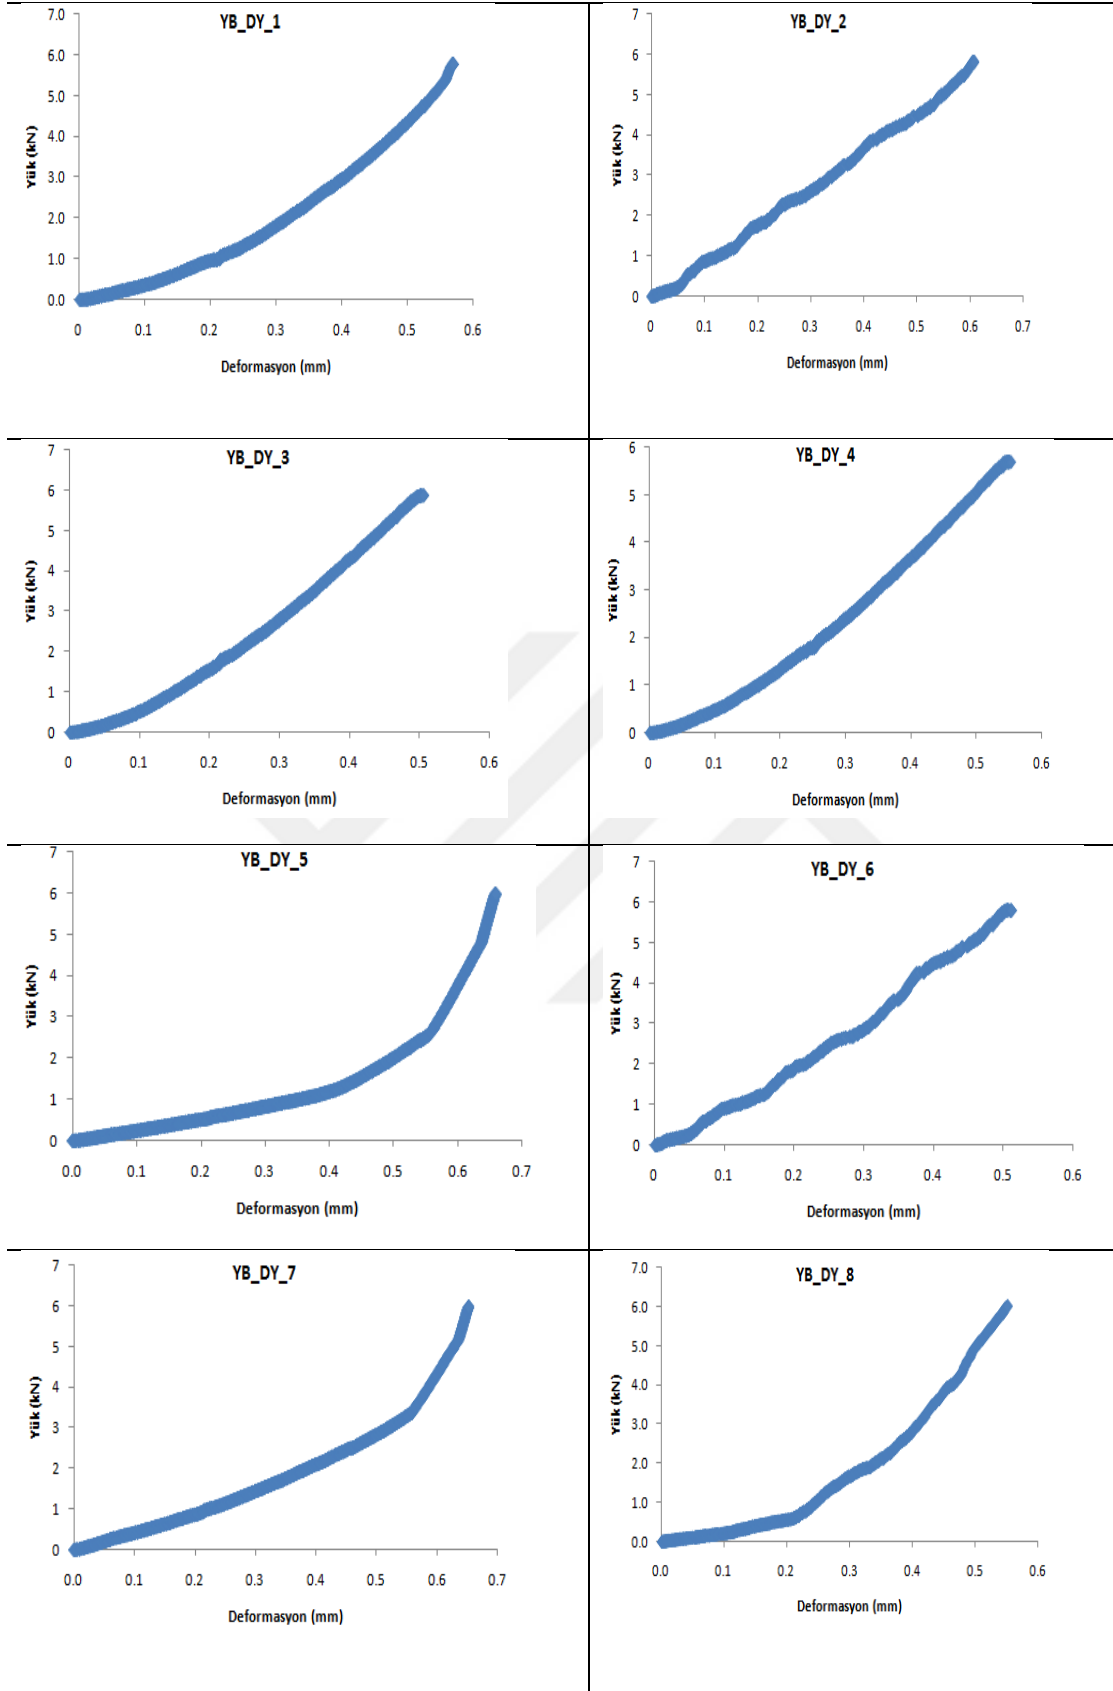 YB_DY_1
7.0
6.0
5.0
4.0
3.0
2.0
1.0
0.0
Yük (kN)
0 0.1 0.2 0.3 0.4 0.5 0.6
Deformasyon (mm)
YB_DY_2
7
6
5
4
3
2
1
0
Yük (kN)
0 0.1 0.2 0.3 0.4 0.5 0.6 0.7
Deformasyon (mm)
YB_DY_3
7
6
5
4
3
2
1
0
Yük (kN)
0 0.1 0.2 0.3 0.4 0.5 0.6
Deformasyon (mm)
YB_DY_4
6
5
4
3
2
1
0
Yük (kN)
0 0.1 0.2 0.3 0.4 0.5 0.6
Deformasyon (mm)
YB_DY_5
7
6
5
4
3
2
1
0
Yük (kN)
0.0 0.1 0.2 0.3 0.4 0.5 0.6 0.7
Deformasyon (mm)
YB_DY_6
7
6
5
4
3
2
1
0
Yük (kN)
0 0.1 0.2 0.3 0.4 0.5 0.6
Deformasyon (mm)
YB_DY_7
7
6
5
4
3
2
1
0
Yük (kN)
0.0 0.1 0.2 0.3 0.4 0.5 0.6 0.7
Deformasyon (mm)
YB_DY_8
7.0
6.0
5.0
4.0
3.0
2.0
1.0
0.0
Yük (kN)
0.0 0.1 0.2 0.3 0.4 0.5 0.6
Deformasyon (mm)